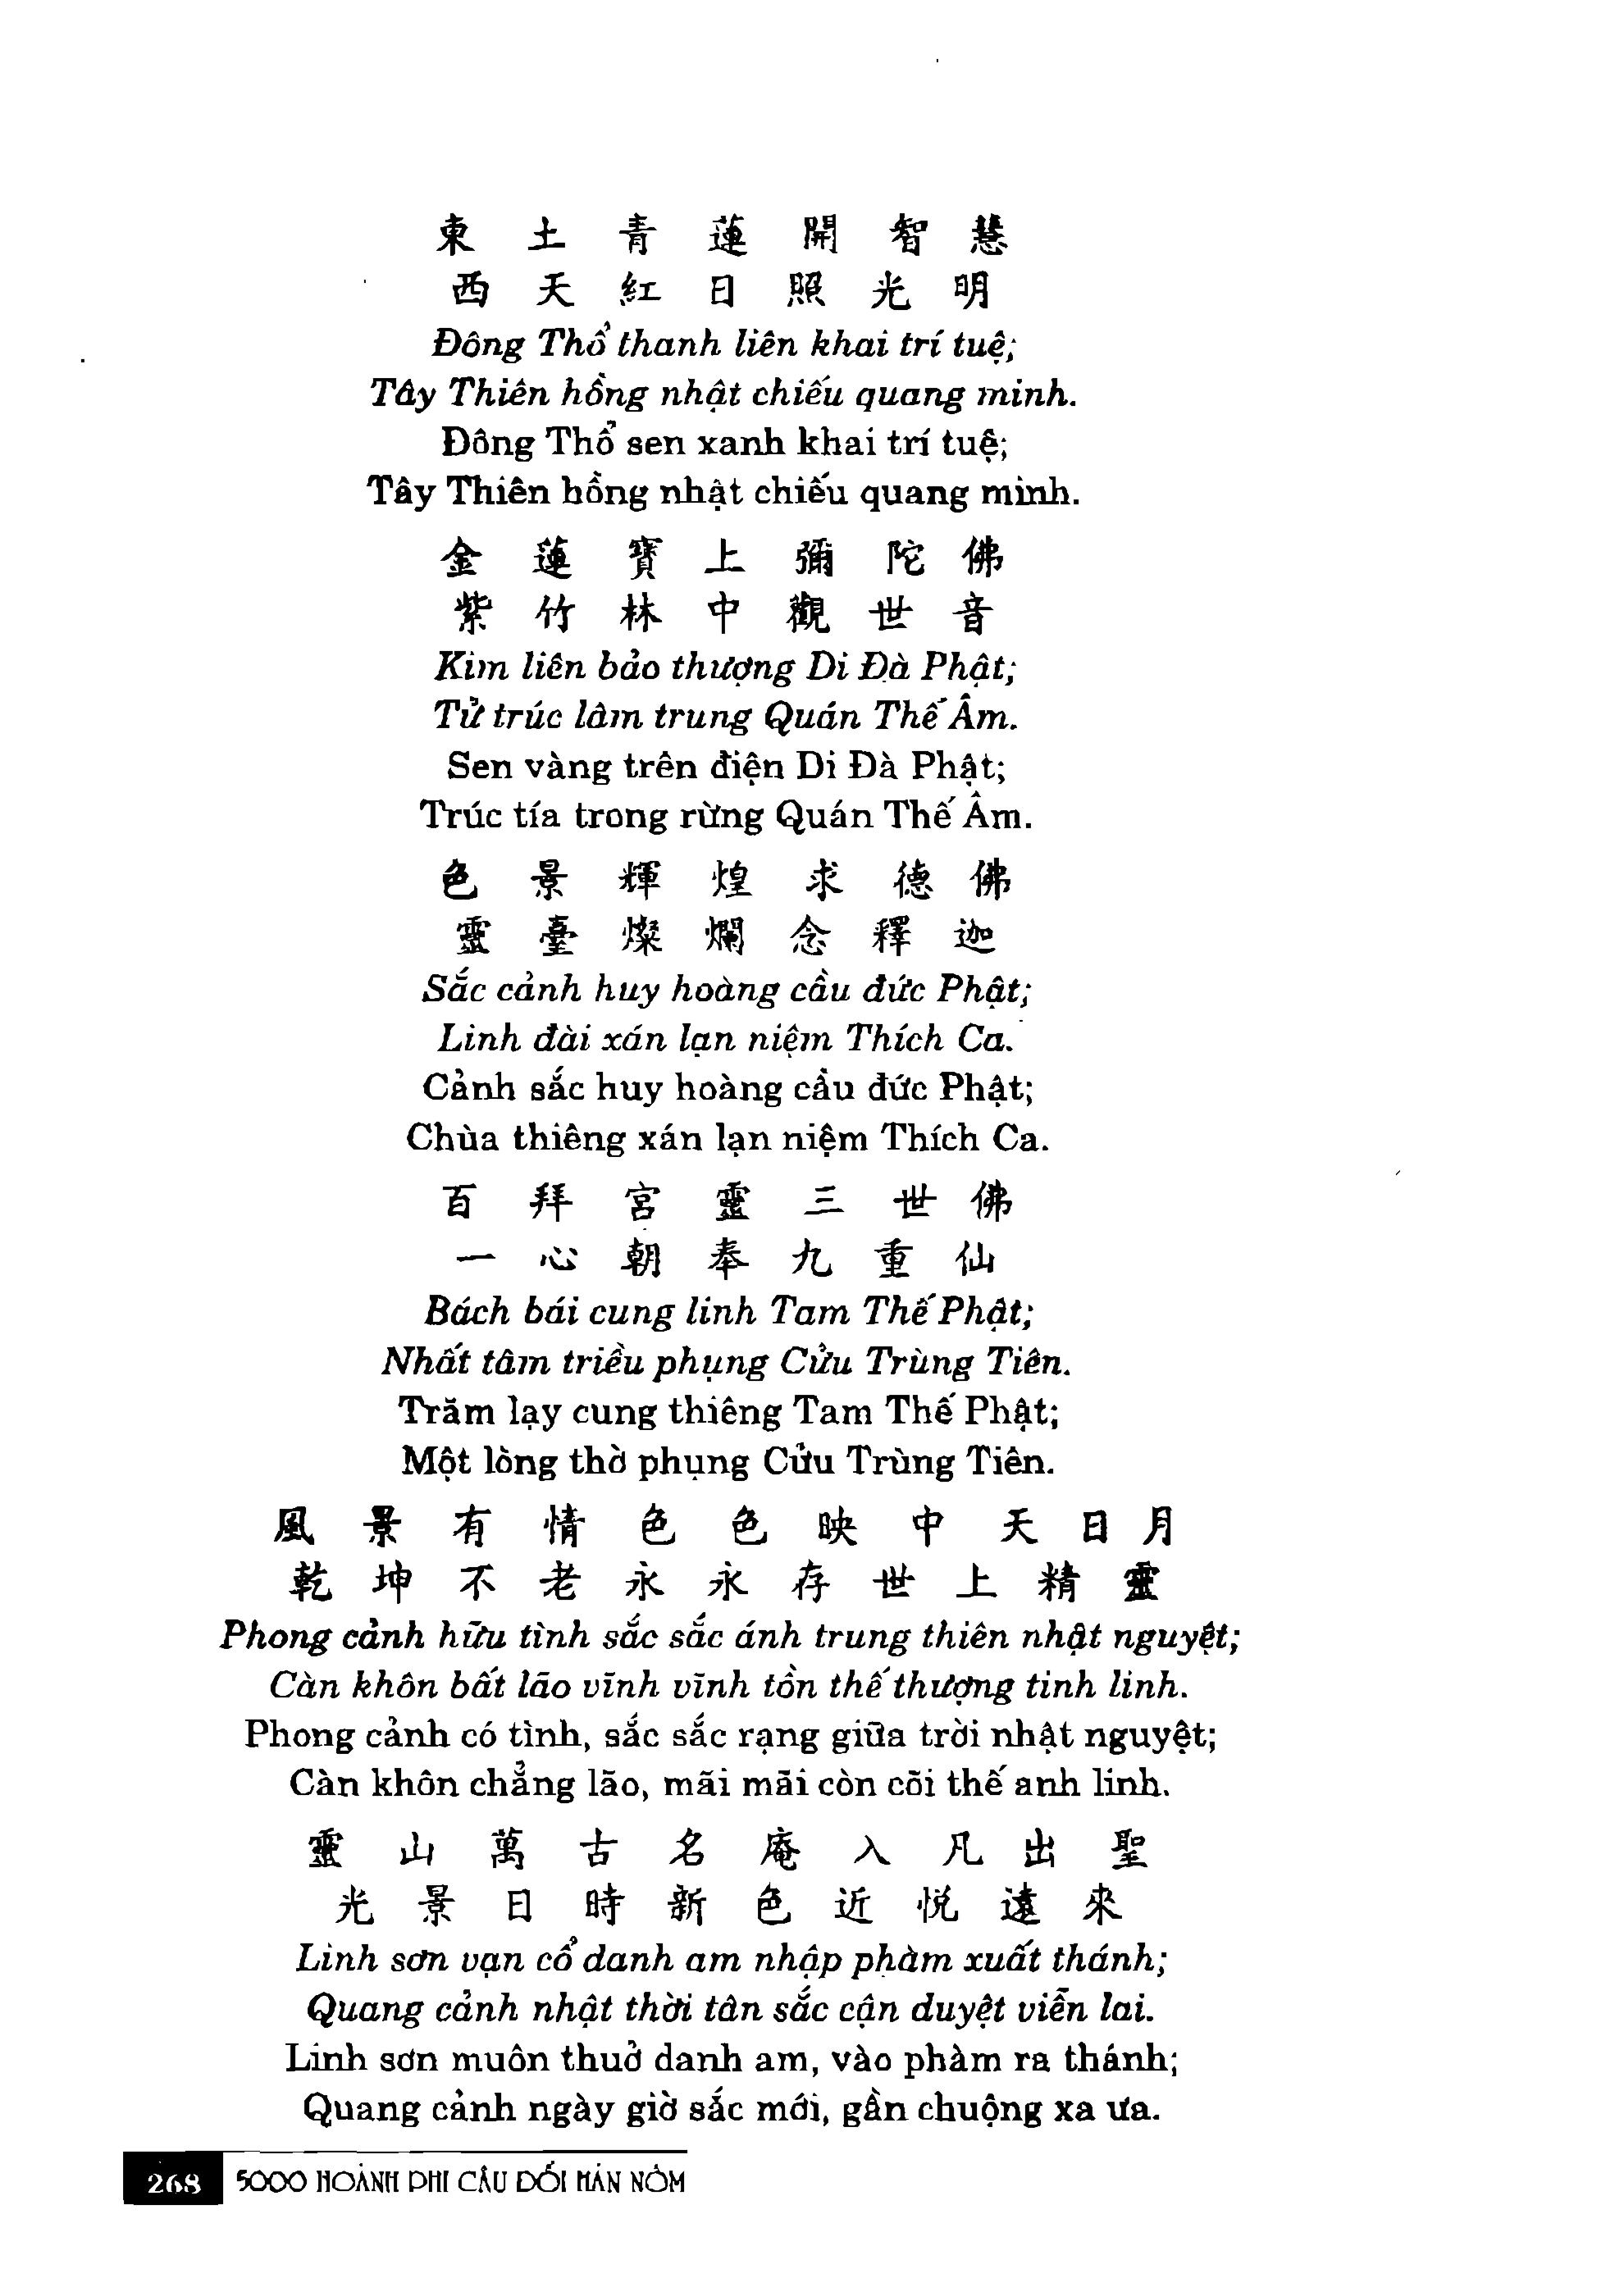 東土青蓮開智慧
西天紅日照光明
Đông Thổ thanh liên khai trí tuệ;
Tây Thiên hồng nhật chiếu quang minh.
Đông Thổ sen xanh khai trí tuệ;
Tây Thiên hồng nhật chiếu quang minh.
金蓮寶上彌陀佛
紫竹林中觀世音
Kim liên bảo thượng Di Đà Phật;
Tử trúc lâm trung Quán Thế Âm.
Sen vàng trên điện Di Đà Phật;
Trúc tía trong rừng Quán Thế Âm.
色景輝煌求德佛
靈臺燦爛念釋迦
Sắc cảnh huy hoàng cầu đức Phật;
Linh đài xán lạn niệm Thích Ca.
Cảnh sắc huy hoàng cầu đức Phật;
Chùa thiêng xán lạn niệm Thích Ca.
百拜宮靈三世佛
一心朝奉九重仙
Bách bái cung linh Tam Thế Phật;
Nhất tâm triều phụng Cửu Trùng Tiên.
Trăm lạy cung thiêng Tam Thế Phật;
Một lòng thờ phụng Cửu Trùng Tiên.
風景有情色色映中天日月
乾坤不老永永存世上精靈
Phong cảnh hữu tình sắc sắc ánh trung thiên nhật nguyệt;
Càn khôn bất lão vĩnh vĩnh tồn thế thượng tinh linh.
Phong cảnh có tình, sắc sắc rạng giữa trời nhật nguyệt;
Càn khôn chẳng lão, mãi mãi còn cõi thế anh linh.
靈山萬古名庵入凡出聖
光景日時新色近悦遠來
Linh sơn vạn cổ danh am nhập phàm xuất thánh;
Quang cảnh nhật thời tân sắc cận duyệt viễn lai.
Linh sơn muôn thuở danh am, vào phàm ra thánh;
Quang cảnh ngày giờ sắc mới, gần chuộng xa ưa.
268 5000 HOÀNH PHI CÂU ĐỐI HÁN NÔM